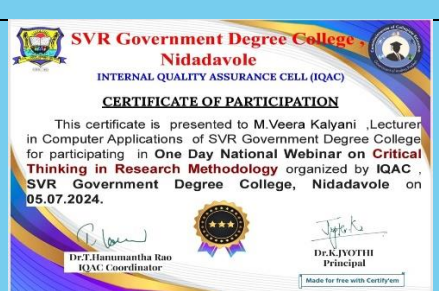 SVR Government Degree College ,
Nidadavole
INTERNAL QUALITY ASSURANCE CELL (IQAC)
CERTIFICATE OF PARTICIPATION
This certificate is presented to M.Veera Kalyani ,Lecturer
in Computer Applications of SVR Government Degree College
for participating in One Day National Webinar on Critical
Thinking in Research Methodology organized by IQAC ,
SVR Government Degree College, Nidadavole on
05.07.2024.
Dr.T.Hanumantha Rao
IQAC Coordinator
Dr.K.JYOTHI
Principal
Made for free with Certify'em